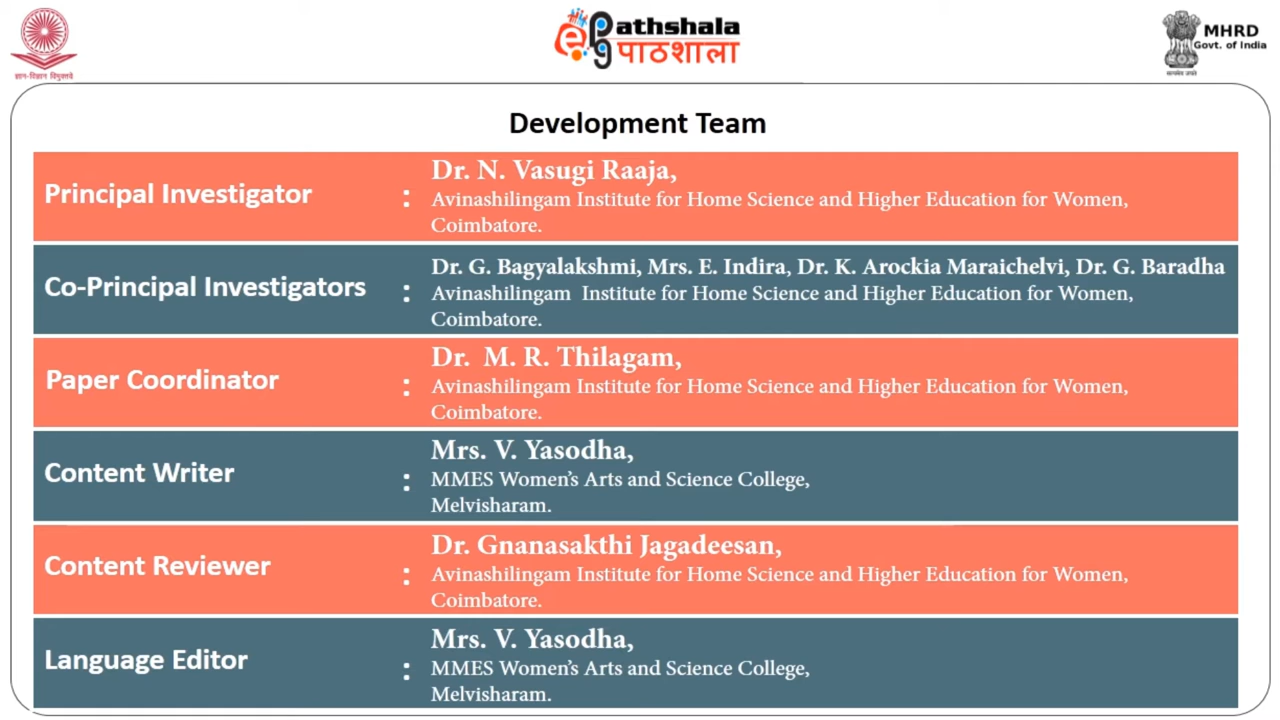 ज्ञान-विज्ञान विमुक्तये
Pathshala
पाठशाला
MHRD
Govt. of India
सत्यमेव जयते
Development Team
Principal Investigator :
Dr. N. Vasugi Raaja,
Avinashilingam Institute for Home Science and Higher Education for Women,
Coimbatore.
Co-Principal Investigators :
Dr. G. Bagyalakshmi, Mrs. E. Indira, Dr. K. Arockia Maraichelvi, Dr. G. Baradha
Avinashilingam Institute for Home Science and Higher Education for Women,
Coimbatore.
Paper Coordinator :
Dr. M. R. Thilagam,
Avinashilingam Institute for Home Science and Higher Education for Women,
Coimbatore.
Content Writer :
Mrs. V. Yasodha,
MMES Women's Arts and Science College,
Melvisharam.
Content Reviewer :
Dr. Gnanasakthi Jagadeesan,
Avinashilingam Institute for Home Science and Higher Education for Women,
Coimbatore.
Language Editor :
Mrs. V. Yasodha,
MMES Women's Arts and Science College,
Melvisharam.